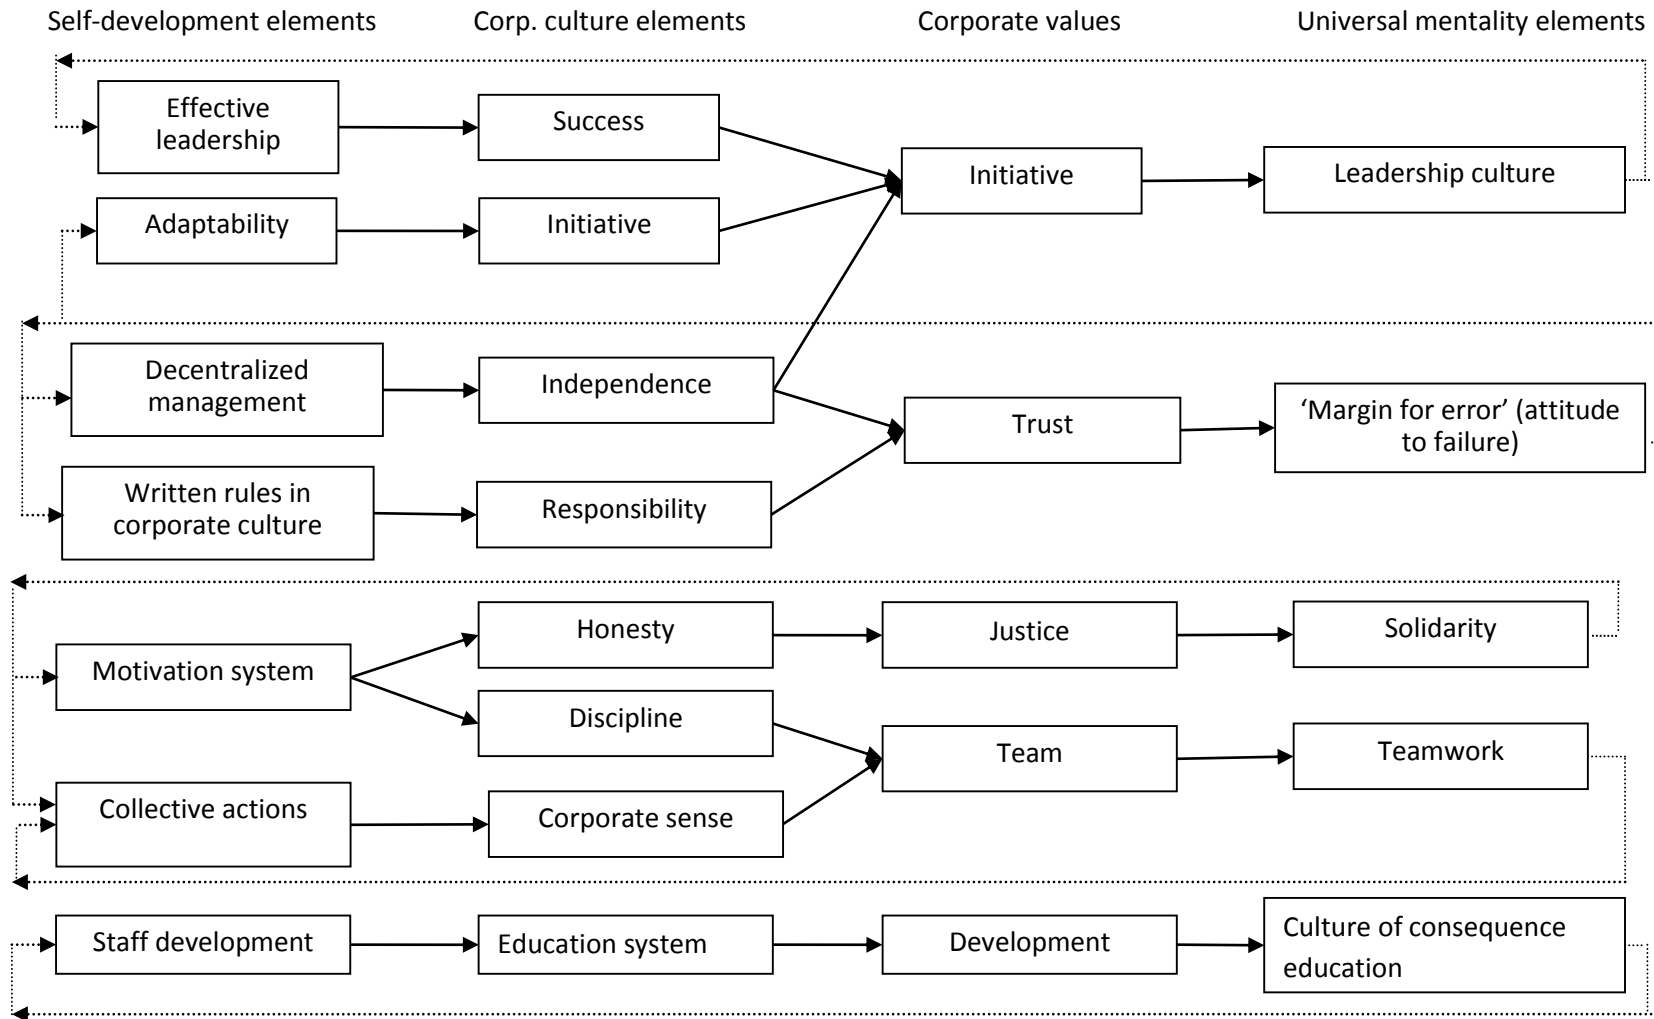 Self-development elements
Corp. culture elements
Corporate values
Universal mentality elements
Effective
leadership
Success
Initiative
Leadership culture
Adaptability
Initiative
Decentralized
management
Independence
Trust
‘Margin for error’ (attitude
to failure)
Written rules in
corporate culture
Responsibility
Motivation system
Honesty
Justice
Solidarity
Discipline
Team
Teamwork
Collective actions
Corporate sense
Staff development
Education system
Development
Culture of consequence
education